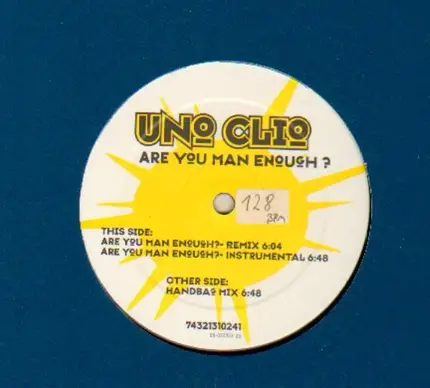 UNO CLIO
ARE YOU MAN ENOUGH ?
128
BPM
THIS SIDE:
ARE YOU MAN ENOUGH?- REMIX 6:04
ARE YOU MAN ENOUGH?- INSTRUMENTAL 6:48
OTHER SIDE:
HANDBAG MIX 6:48
74321310241